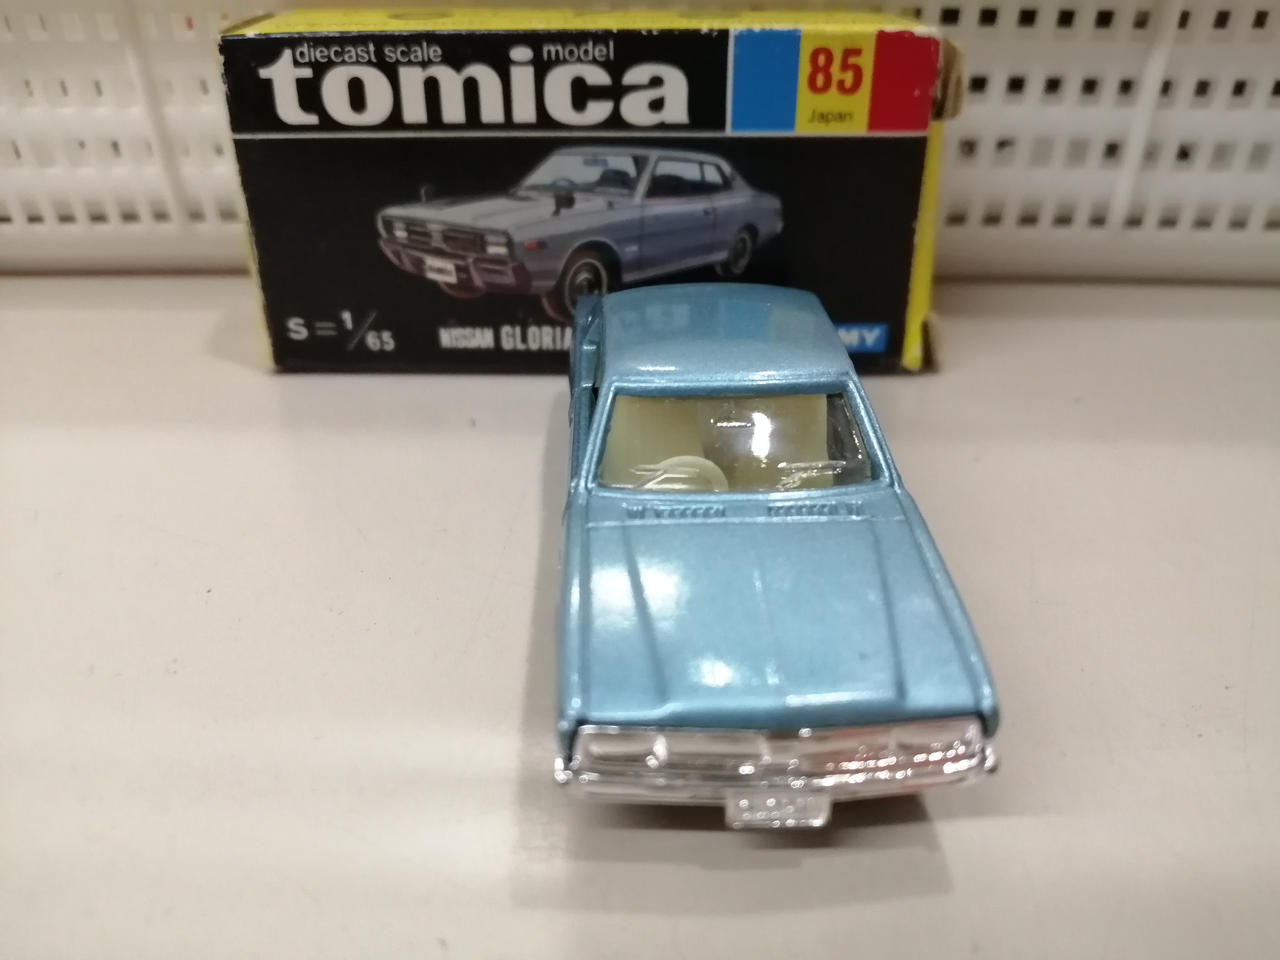 diecast scale model
tomica
85
Japan
S=1/65
NISSAN GLORIA
MY